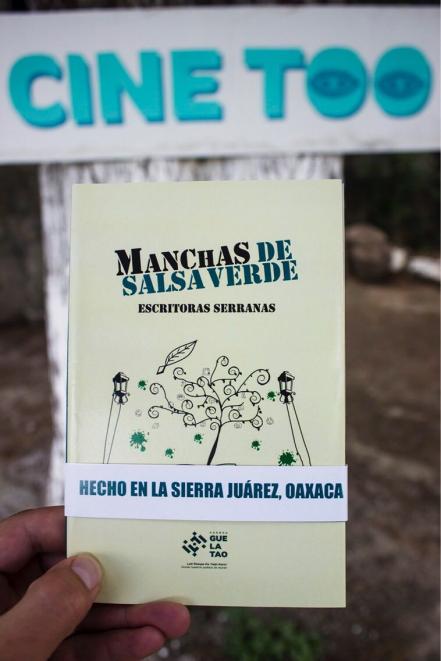 CINE TOO
MANCHAS DE
SALSA VERDE
ESCRITORAS SERRANAS
HECHO EN LA SIERRA JUÁREZ, OAXACA
GUE
LA
TAO